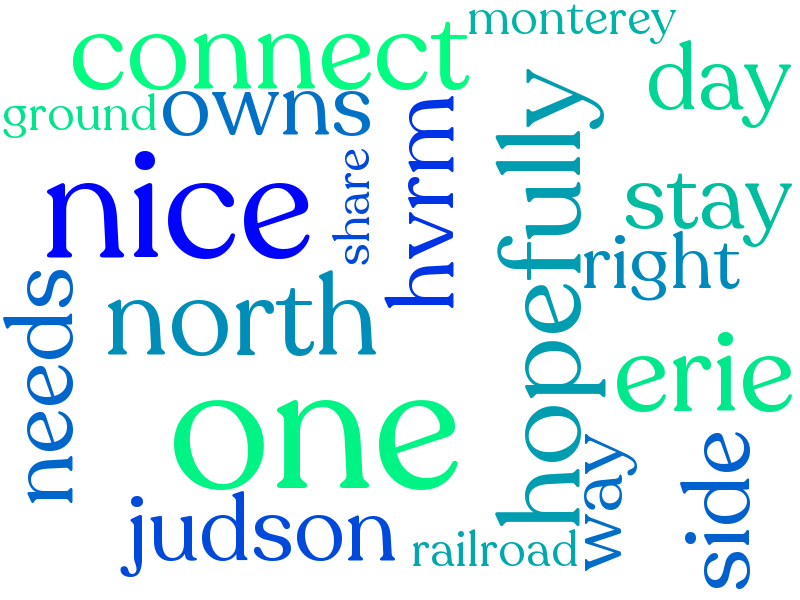 monterey
connect
day
ground
owns
hvrm
hopefully
nice
share
stay
right
needs
north
erie
one
way
side
judson
railroad